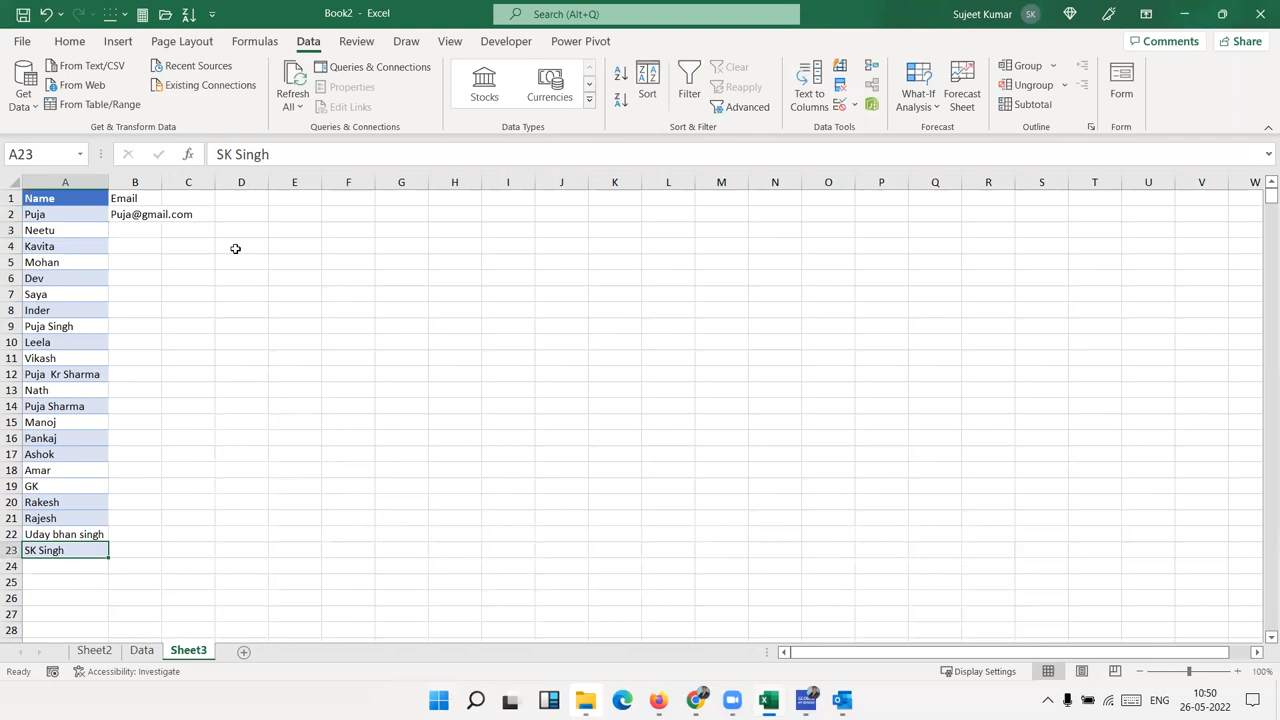 Book2 - Excel
Search (Alt+Q)
Sujeet Kumar
SK
File
Home
Insert
Page Layout
Formulas
Data
Review
Draw
View
Developer
Power Pivot
Comments
Share
Get Data
From Text/CSV
From Web
From Table/Range
Recent Sources
Existing Connections
Get & Transform Data
Refresh All
Queries & Connections
Properties
Edit Links
Queries & Connections
Stocks
Currencies
Data Types
Sort
Filter
Clear
Reapply
Advanced
Sort & Filter
Text to Columns
Data Tools
What-If Analysis
Forecast Sheet
Forecast
Group
Ungroup
Subtotal
Outline
Form
Form
A23
fx
SK Singh
A B C D E F G H I J K L M N O P Q R S T U V W
1 Name Email
2 Puja Puja@gmail.com
3 Neetu
4 Kavita
5 Mohan
6 Dev
7 Saya
8 Inder
9 Puja Singh
10 Leela
11 Vikash
12 Puja  Kr Sharma
13 Nath
14 Puja Sharma
15 Manoj
16 Pankaj
17 Ashok
18 Amar
19 GK
20 Rakesh
21 Rajesh
22 Uday bhan singh
23 SK Singh
24
25
26
27
28
Sheet2 Data Sheet3
Ready
Accessibility: Investigate
Display Settings
100%
ENG
10:50
26-05-2022